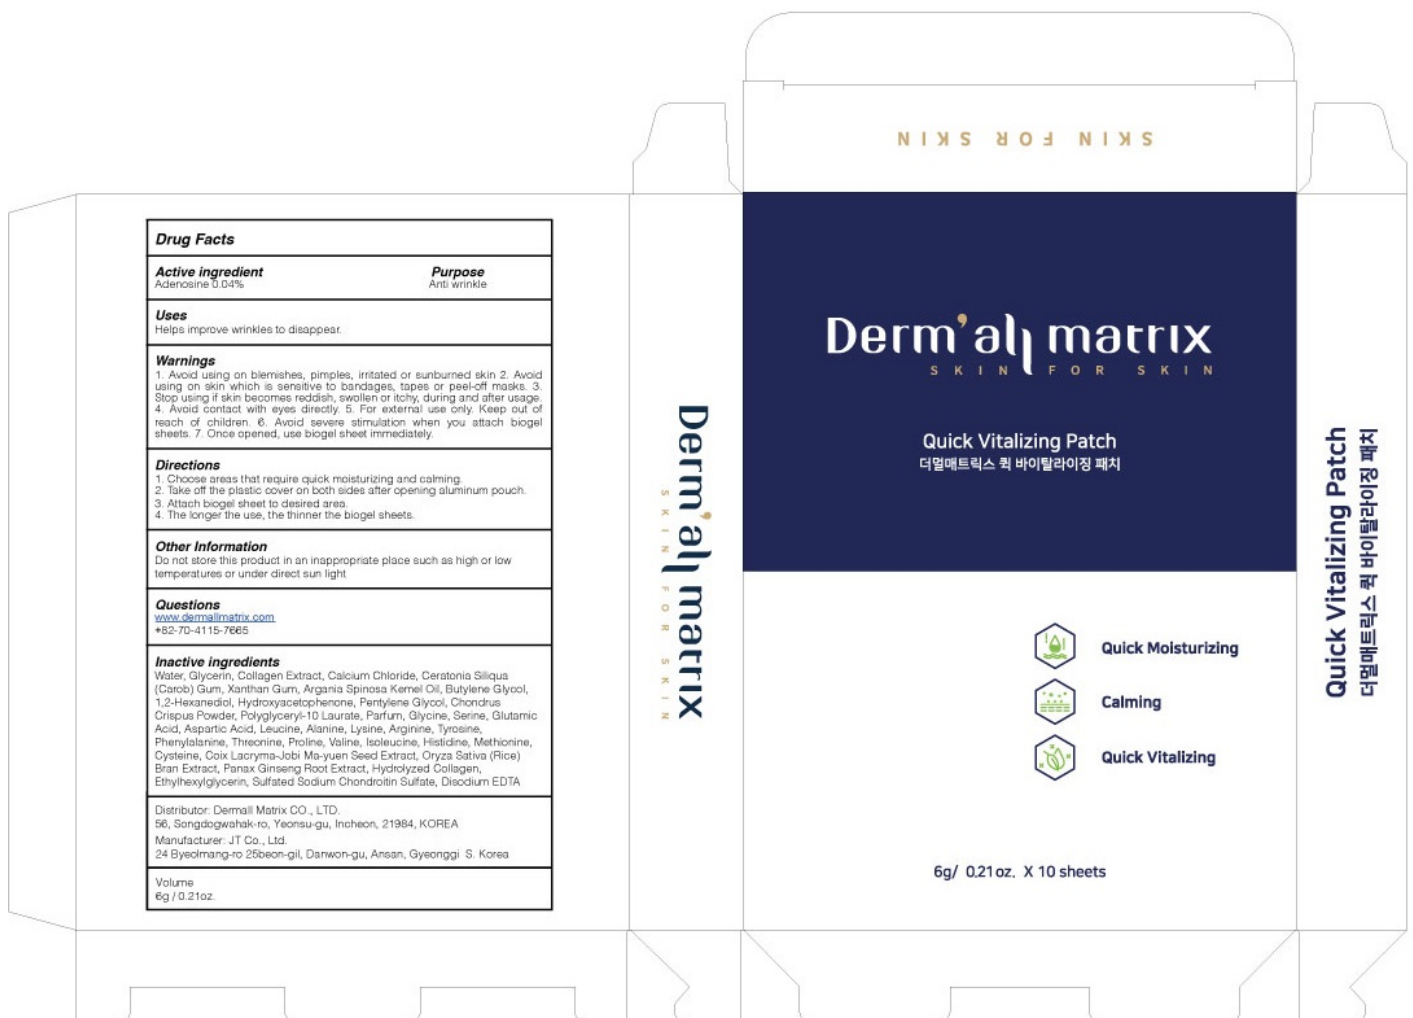 Drug Facts
Active ingredient Purpose
Adenosine 0.04% Anti wrinkle
Uses
Helps improve wrinkles to disappear.
Warnings
1. Avoid using on blemishes, pimples, irritated or sunburned skin 2. Avoid
using on skin which is sensitive to bandages, tapes or peel-off masks. 3.
Stop using if skin becomes reddish, swollen or itchy, during and after usage.
4. Avoid contact with eyes directly. 5. For external use only. Keep out of
reach of children. 6. Avoid severe stimulation when you attach biogel
sheets. 7. Once opened, use biogel sheet immediately.
Directions
1. Choose areas that require quick moisturizing and calming.
2. Take off the plastic cover on both sides after opening aluminum pouch.
3. Attach biogel sheet to desired area.
4. The longer the use, the thinner the biogel sheets.
Other Information
Do not store this product in an inappropriate place such as high or low
temperatures or under direct sun light
Questions
www.dermallmatrix.com
+82-70-4115-7665
Inactive ingredients
Water, Glycerin, Collagen Extract, Calcium Chloride, Ceratonia Siliqua
(Carob) Gum, Xanthan Gum, Argania Spinosa Kernel Oil, Butylene Glycol,
1,2-Hexanediol, Hydroxyacetophenone, Pentylene Glycol, Chondrus
Crispus Powder, Polyglyceryl-10 Laurate, Parfum, Glycine, Serine, Glutamic
Acid, Aspartic Acid, Leucine, Alanine, Lysine, Arginine, Tyrosine,
Phenylalanine, Threonine, Proline, Valine, Isoleucine, Histidine, Methionine,
Cysteine, Coix Lacryma-Jobi Ma-yuen Seed Extract, Oryza Sativa (Rice)
Bran Extract, Panax Ginseng Root Extract, Hydrolyzed Collagen,
Ethylhexylglycerin, Sulfated Sodium Chondroitin Sulfate, Disodium EDTA
Distributor: Dermall Matrix CO., LTD.
56, Songdogwahak-ro, Yeonsu-gu, Incheon, 21984, KOREA
Manufacturer: JT Co., Ltd.
24 Byeolmang-ro 25beon-gil, Danwon-gu, Ansan, Gyeonggi S. Korea
Volume
6g / 0.21oz.
Derm'all matrix
SKIN FOR SKIN
SKIN FOR SKIN
Derm'all matrix
SKIN FOR SKIN
Quick Vitalizing Patch
더멀매트릭스 퀵 바이탈라이징 패치
Quick Moisturizing
Calming
Quick Vitalizing
6g/ 0.21oz. X 10 sheets
Quick Vitalizing Patch
더멀매트릭스 퀵 바이탈라이징 패치